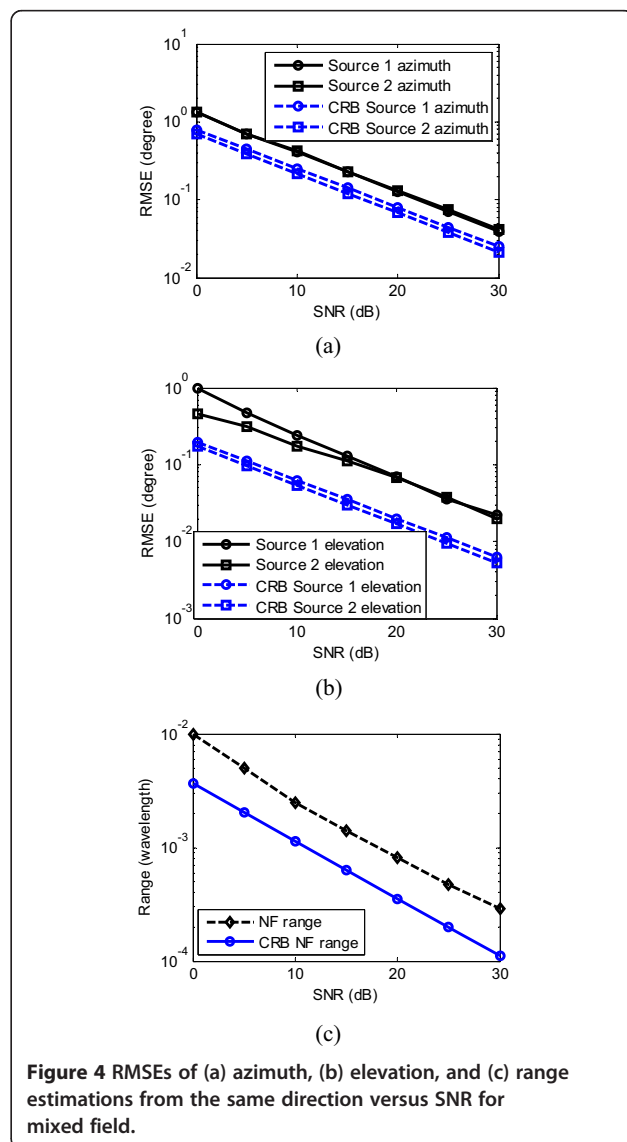 10^1
10^0
10^-1
10^-2
RMSE (degree)
Source 1 azimuth
Source 2 azimuth
CRB Source 1 azimuth
CRB Source 2 azimuth
0 10 20 30
SNR (dB)
(a)
10^0
10^-1
10^-2
10^-3
RMSE (degree)
Source 1 elevation
Source 2 elevation
CRB Source 1 elevation
CRB Source 2 elevation
0 10 20 30
SNR (dB)
(b)
10^-2
10^-3
10^-4
Range (wavelength)
NF range
CRB NF range
0 10 20 30
SNR (dB)
(c)
Figure 4 RMSEs of (a) azimuth, (b) elevation, and (c) range
estimations from the same direction versus SNR for
mixed field.